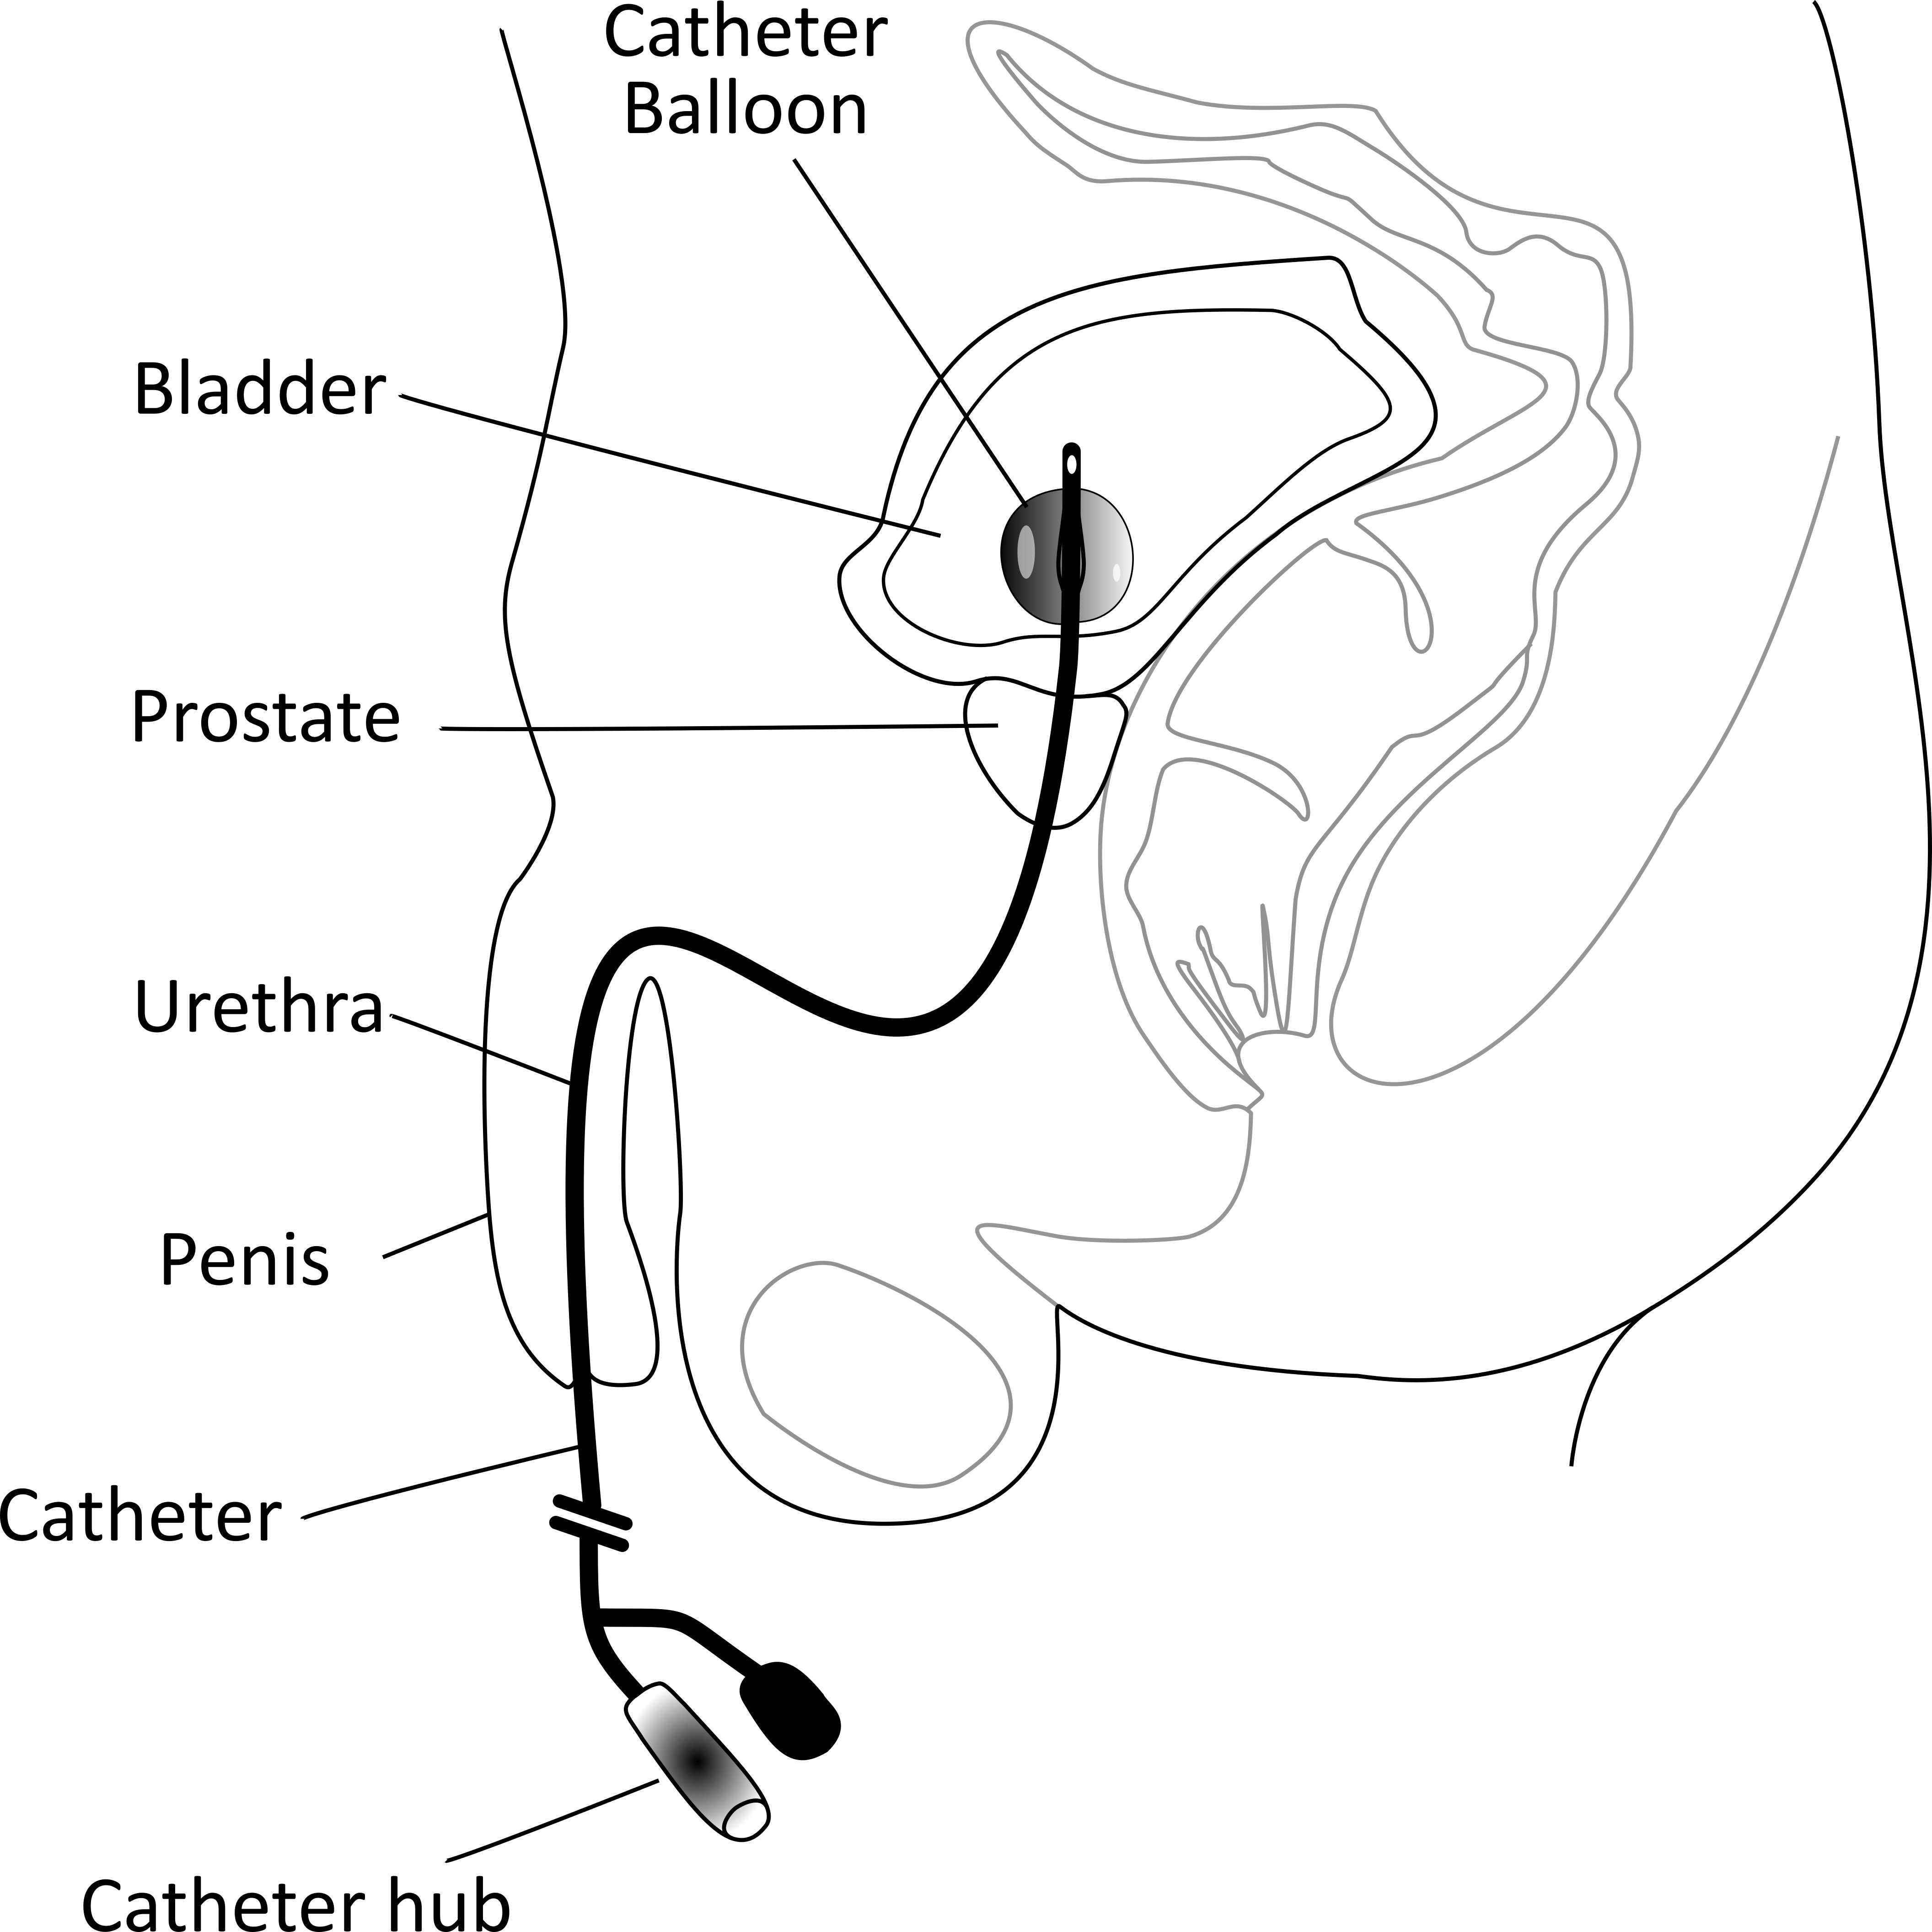 Catheter
Balloon
Bladder
Prostate
Urethra
Penis
Catheter
Catheter hub